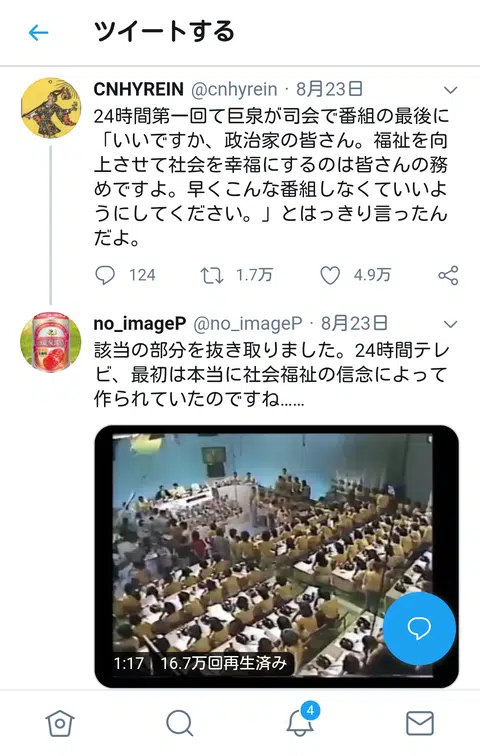 ツイートする
CNHYREIN @cnhyrein · 8月23日
24時間第一回て巨泉が司会で番組の最後に
「いいですか、政治家の皆さん。福祉を向
上させて社会を幸福にするのは皆さんの務
めですよ。早くこんな番組しなくていいよ
うにしてください。」とはっきり言ったん
だよ。
124 1.7万 4.9万
no_imageP @no_imageP · 8月23日
該当の部分を抜き取りました。24時間テレ
ビ、最初は本当に社会福祉の信念によって
作られていたのですね……
1:17 16.7万回再生済み
4